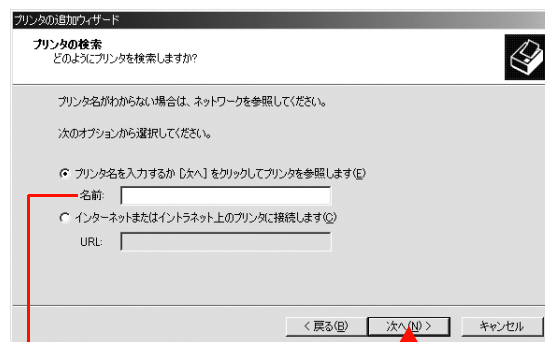 プリンタの追加ウィザード
プリンタの検索
どのようにプリンタを検索しますか?
プリンタ名がわからない場合は、ネットワークを参照してください。
次のオプションから選択してください。
プリンタ名を入力するか [次へ] をクリックしてプリンタを参照します(E)
名前:
インターネットまたはイントラネット上のプリンタに接続します(C)
URL:
< 戻る(B) 次へ(N) > キャンセル